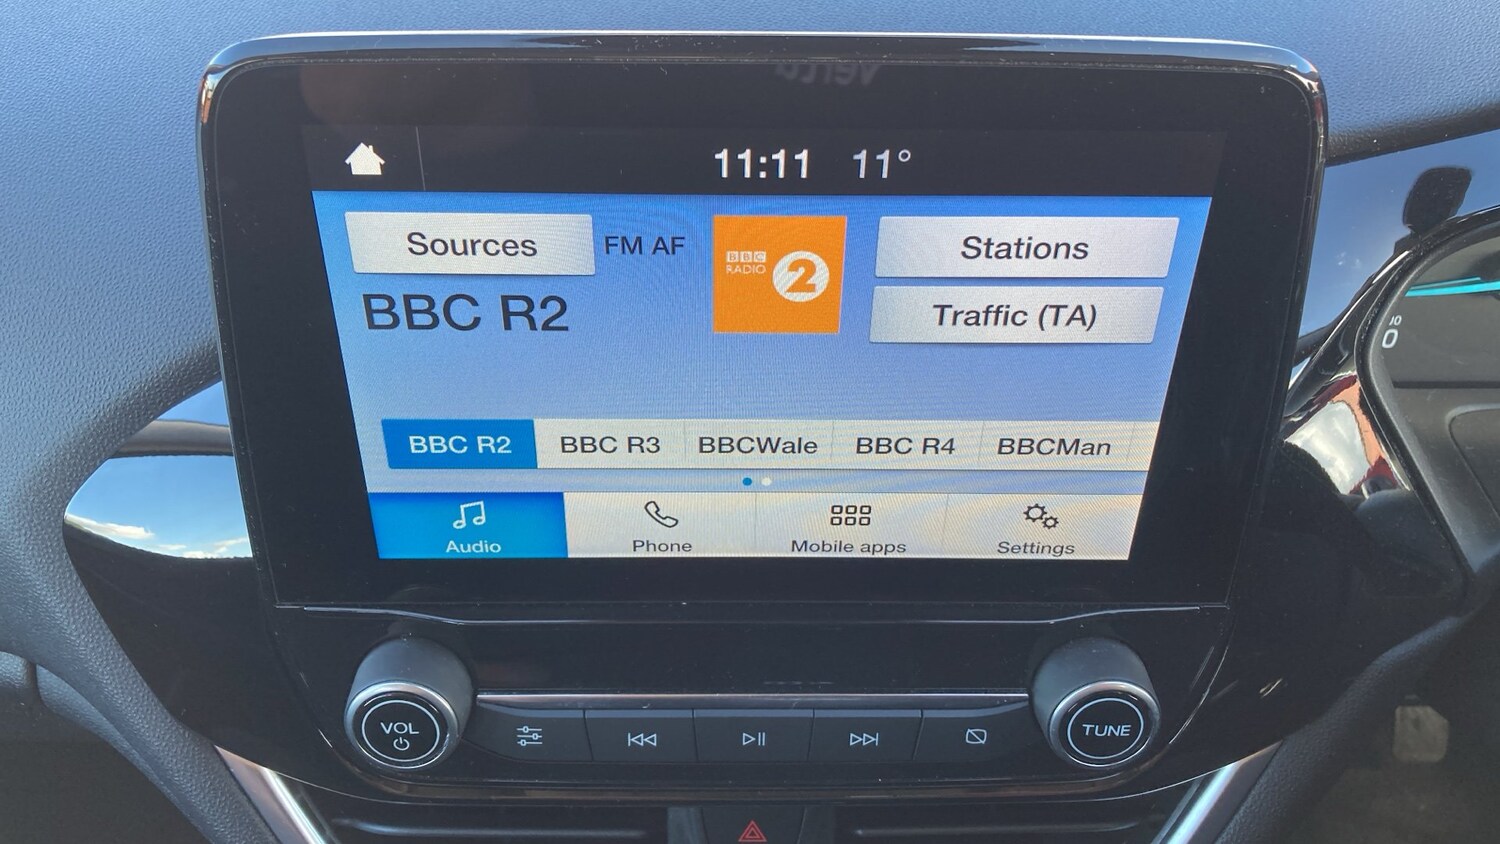 11:11 11°
Sources FM AF
BBC
RADIO 2
Stations
BBC R2
Traffic (TA)
BBC R2 BBC R3 BBCWale BBC R4 BBCMan
Audio Phone Mobile apps Settings
VOL
TUNE
0